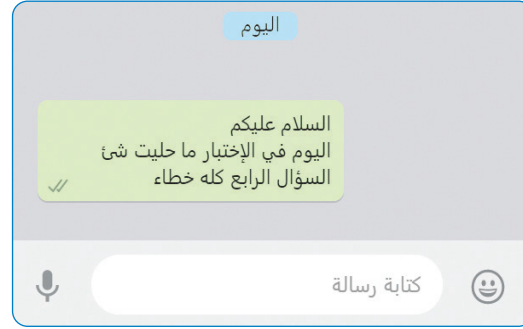 اليوم
السلام عليكم
اليوم في الإختبار ما حليت شئ
السؤال الرابع كله خطاء
كتابة رسالة